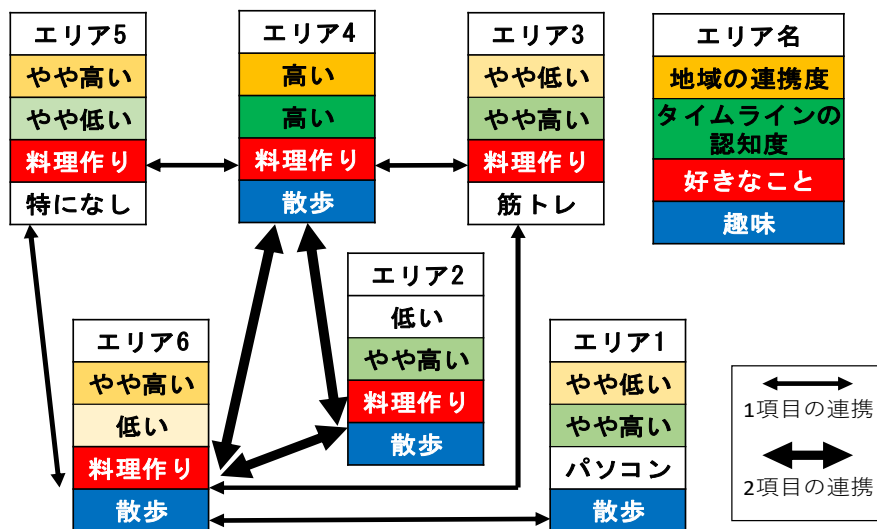 エリア5
やや高い
やや低い
料理作り
特になし
エリア4
高い
高い
料理作り
散歩
エリア3
やや低い
やや高い
料理作り
筋トレ
エリア名
地域の連携度
タイムラインの
認知度
好きなこと
趣味
エリア2
低い
やや高い
料理作り
散歩
エリア6
やや高い
低い
料理作り
散歩
エリア1
やや低い
やや高い
パソコン
散歩
1項目の連携
2項目の連携